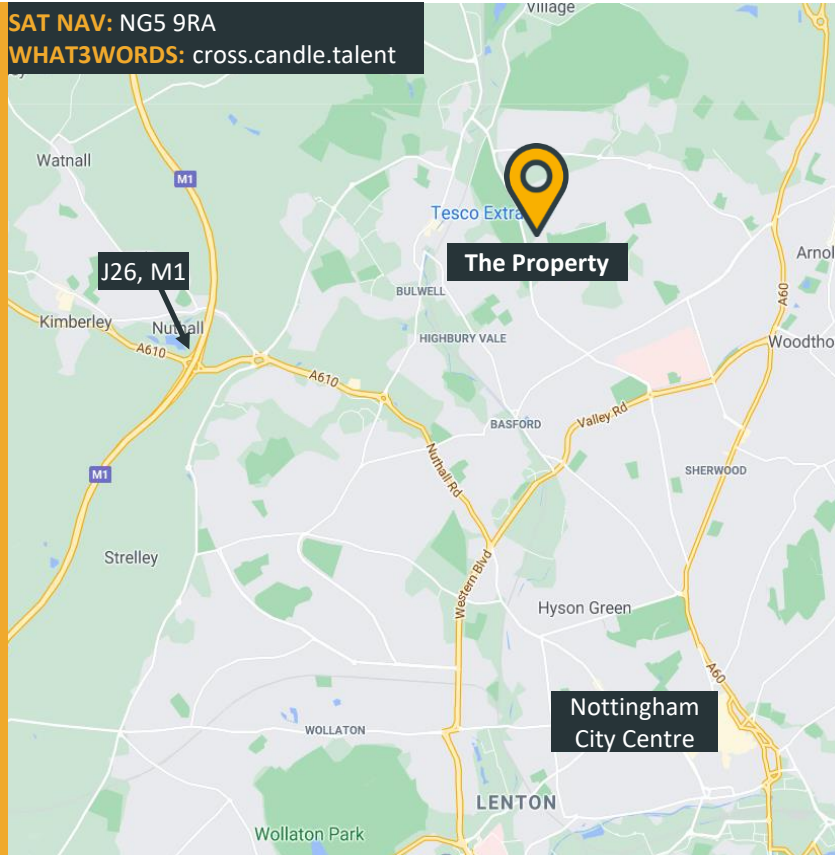 SAT NAV: NG5 9RA
WHAT3WORDS: cross.candle.talent
Village
Watnall
M1
Tesco Extra
The Property
Arnol
J26, M1
BULWELL
A60
Kimberley
Nuthall
HIGHBURY VALE
Woodtho
A610
A610
Valley Rd
BASFORD
Nuthall Rd
SHERWOOD
M1
Strelley
Western Blvd
Hyson Green
A60
Nottingham
City Centre
WOLLATON
LENTON
Wollaton Park